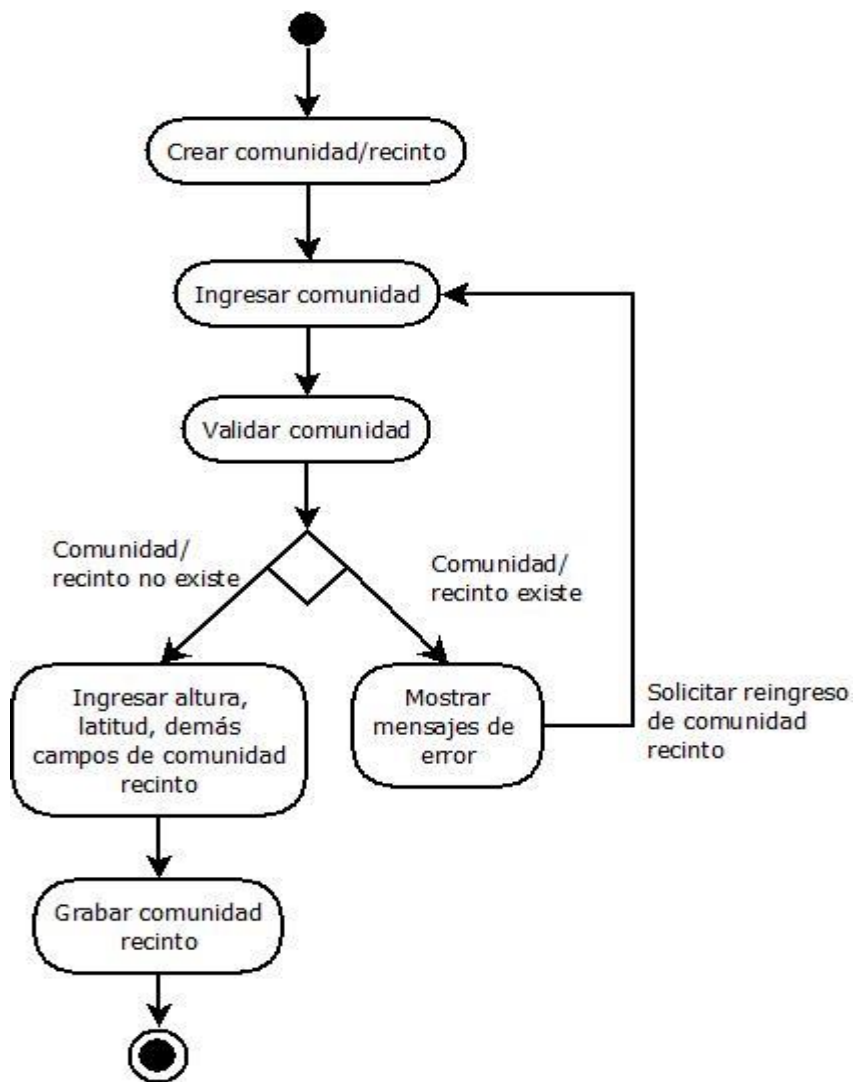 Crear comunidad/recinto
Ingresar comunidad
Validar comunidad
Comunidad/
recinto no existe
Comunidad/
recinto existe
Ingresar altura,
latitud, demás
campos de comunidad
recinto
Mostrar
mensajes de
error
Solicitar reingreso
de comunidad
recinto
Grabar comunidad
recinto